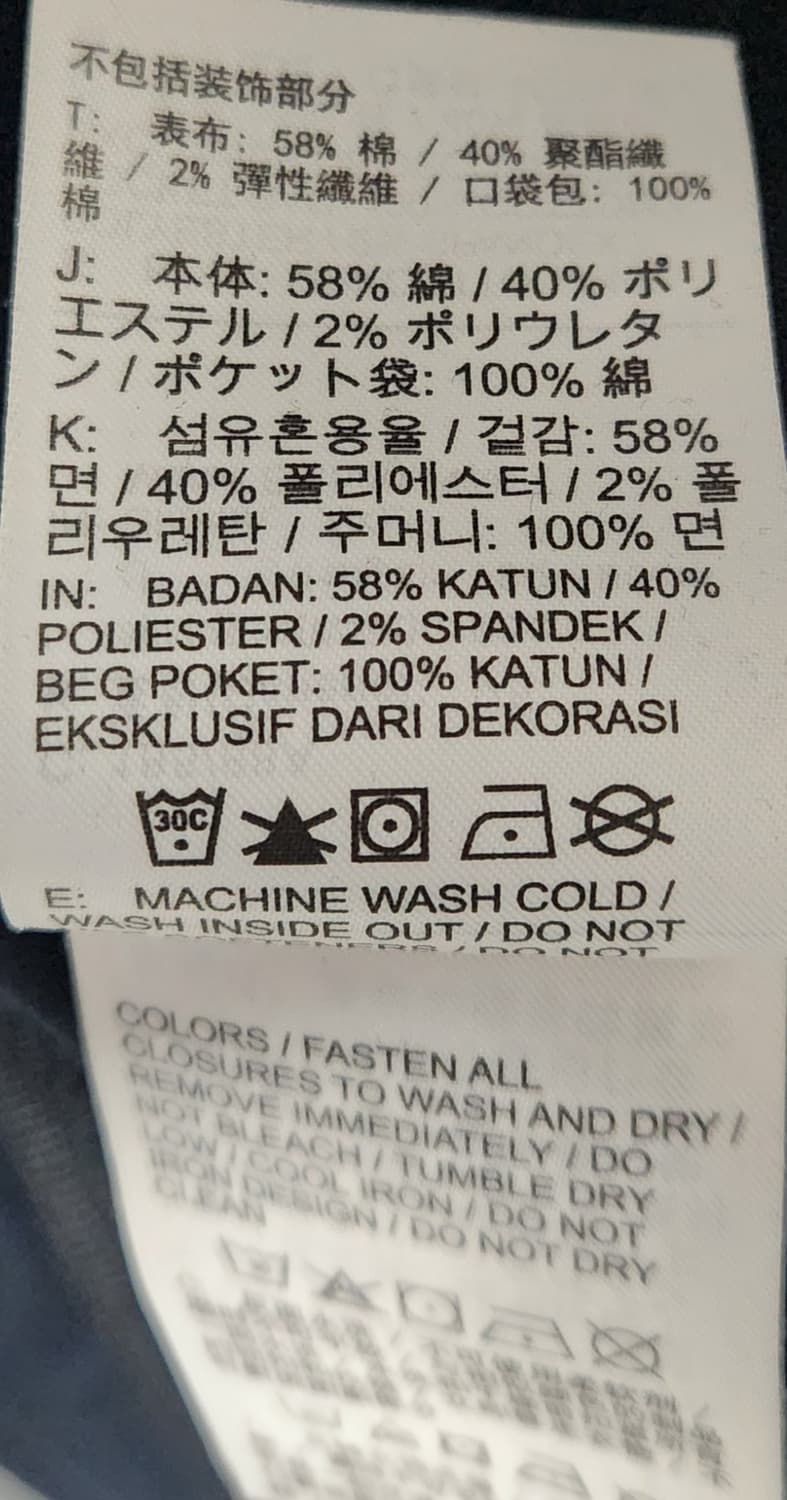 不包括装饰部分
T: 表布: 58% 棉 / 40% 聚酯纖
維 / 2% 彈性纖維 / 口袋包: 100%
棉
J: 本体: 58% 綿 / 40% ポリ
エステル / 2% ポリウレタ
ン / ポケット袋: 100% 綿
K: 섬유혼용율 / 겉감: 58%
면 / 40% 폴리에스터 / 2% 폴
리우레탄 / 주머니: 100% 면
IN: BADAN: 58% KATUN / 40%
POLIESTER / 2% SPANDEK /
BEG POKET: 100% KATUN /
EKSKLUSIF DARI DEKORASI
30C
E: MACHINE WASH COLD /
WASH INSIDE OUT / DO NOT
/ DO NOT
COLORS / FASTEN ALL
CLOSURES TO WASH AND DRY /
REMOVE IMMEDIATELY / DO
NOT BLEACH / TUMBLE DRY
LOW / COOL IRON / DO NOT
IRON DESIGN / DO NOT DRY
CLEAN